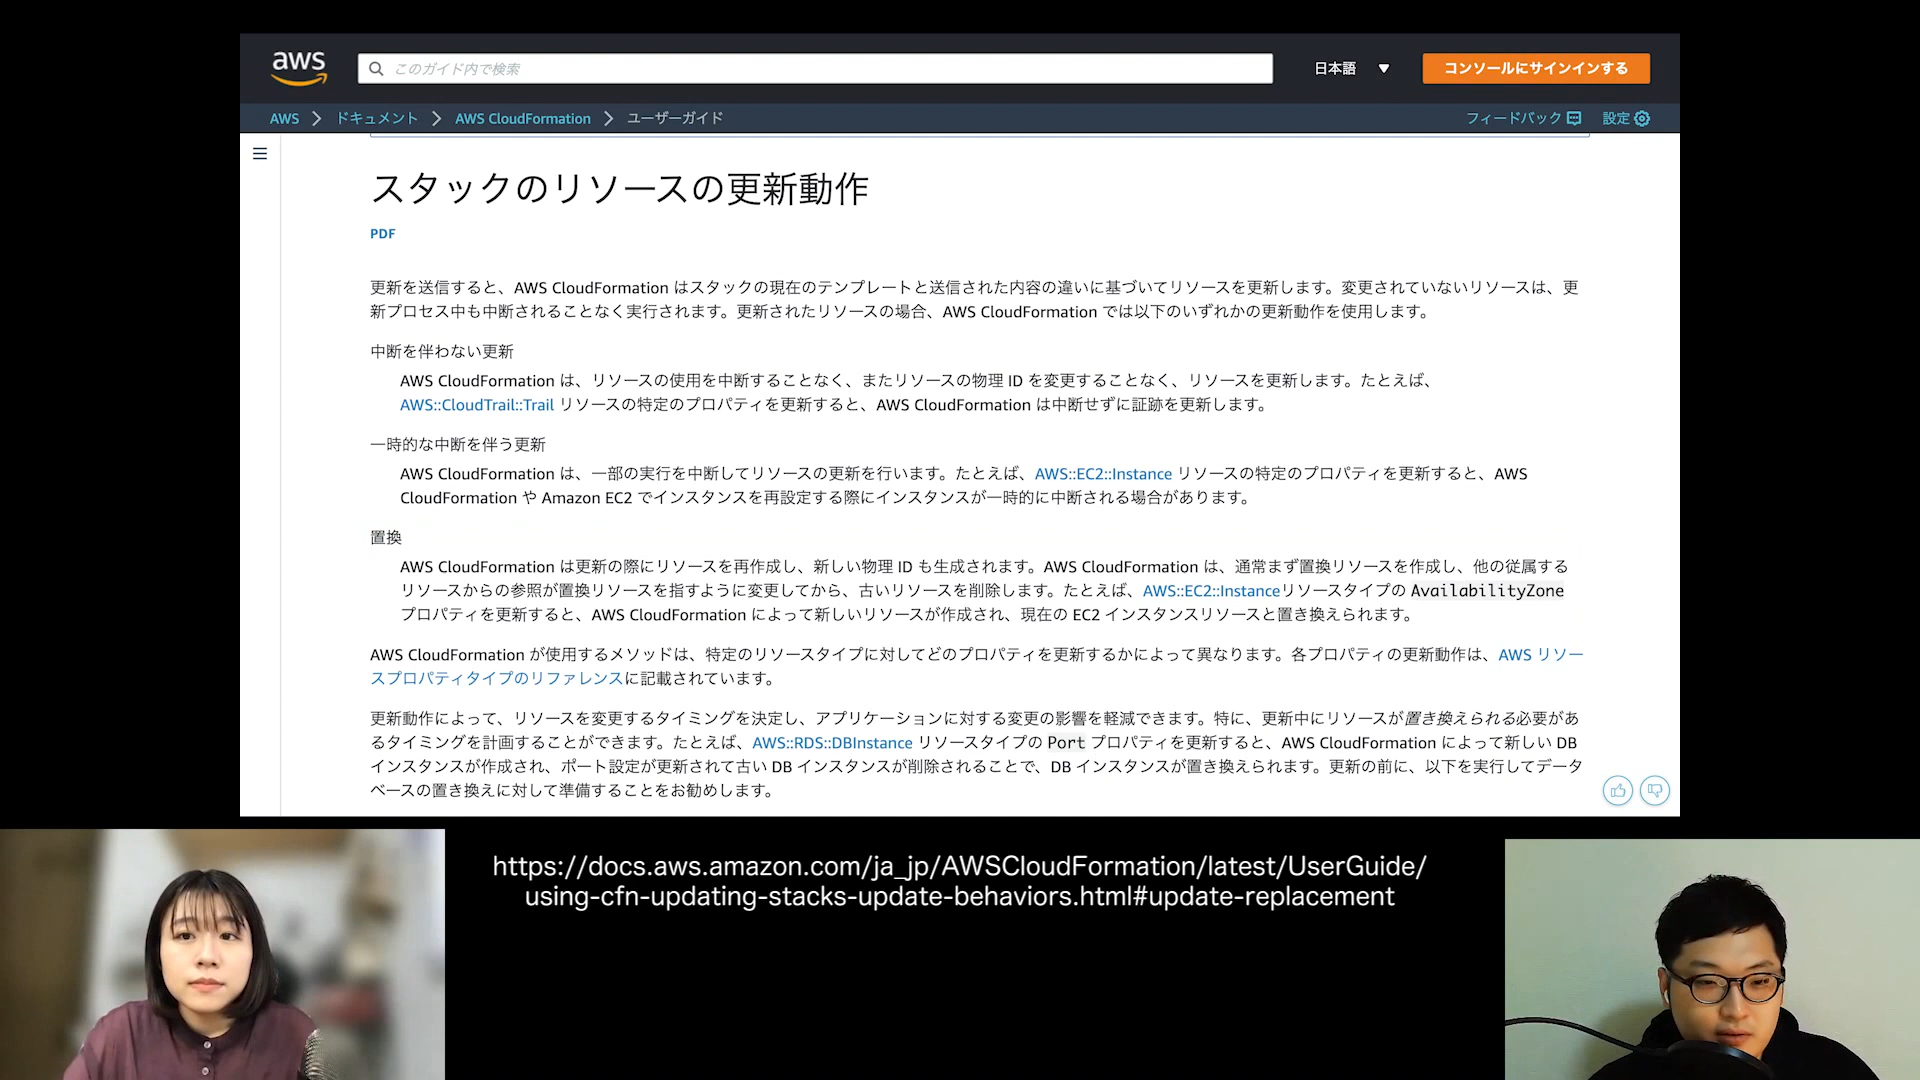 aws
このガイド内で検索
日本語
コンソールにサインインする
AWS
ドキュメント
AWS CloudFormation
ユーザーガイド
フィードバック
設定
スタックのリソースの更新動作
PDF
更新を送信すると、AWS CloudFormation はスタックの現在のテンプレートと送信された内容の違いに基づいてリソースを更新します。変更されていないリソースは、更
新プロセス中も中断されることなく実行されます。更新されたリソースの場合、AWS CloudFormation では以下のいずれかの更新動作を使用します。
中断を伴わない更新
AWS CloudFormation は、リソースの使用を中断することなく、またリソースの物理 ID を変更することなく、リソースを更新します。たとえば、
AWS::CloudTrail::Trail リソースの特定のプロパティを更新すると、AWS CloudFormation は中断せずに証跡を更新します。
一時的な中断を伴う更新
AWS CloudFormation は、一部の実行を中断してリソースの更新を行います。たとえば、AWS::EC2::Instance リソースの特定のプロパティを更新すると、AWS
CloudFormation や Amazon EC2 でインスタンスを再設定する際にインスタンスが一時的に中断される場合があります。
置換
AWS CloudFormation は更新の際にリソースを再作成し、新しい物理 ID も生成されます。AWS CloudFormation は、通常まず置換リソースを作成し、他の従属する
リソースからの参照が置換リソースを指すように変更してから、古いリソースを削除します。たとえば、AWS::EC2::Instanceリソースタイプの AvailabilityZone
プロパティを更新すると、AWS CloudFormation によって新しいリソースが作成され、現在の EC2 インスタンスリソースと置き換えられます。
AWS CloudFormation が使用するメソッドは、特定のリソースタイプに対してどのプロパティを更新するかによって異なります。各プロパティの更新動作は、AWS リソー
スプロパティタイプのリファレンスに記載されています。
更新動作によって、リソースを変更するタイミングを決定し、アプリケーションに対する変更の影響を軽減できます。特に、更新中にリソースが置き換えられる必要があ
るタイミングを計画することができます。たとえば、AWS::RDS::DBInstance リソースタイプの Port プロパティを更新すると、AWS CloudFormation によって新しい DB
インスタンスが作成され、ポート設定が更新されて古い DB インスタンスが削除されることで、DB インスタンスが置き換えられます。更新の前に、以下を実行してデータ
ベースの置き換えに対して準備することをお勧めします。
https://docs.aws.amazon.com/ja_jp/AWSCloudFormation/latest/UserGuide/
using-cfn-updating-stacks-update-behaviors.html#update-replacement